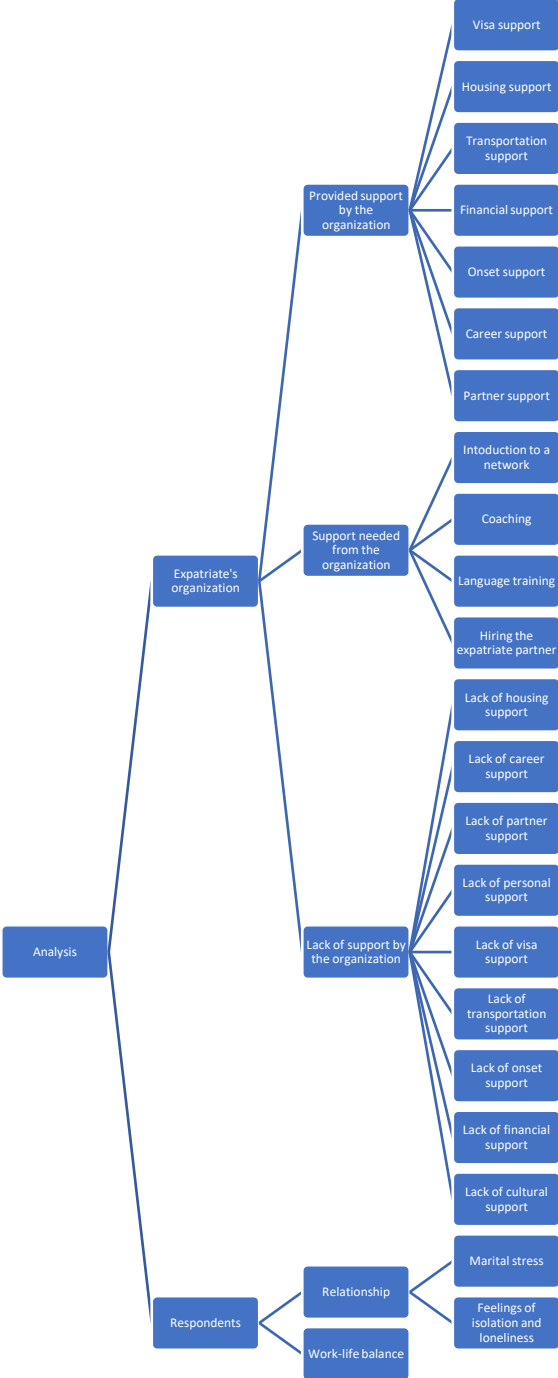 Visa support
Housing support
Transportation
support
Provided support
by the
organization
Financial support
Onset support
Career support
Partner support
Intoduction to a
network
Coaching
Support needed
from the
organization
Language training
Hiring the
expatriate partner
Expatriate's
organization
Lack of housing
support
Lack of career
support
Lack of partner
support
Lack of personal
support
Lack of visa
support
Lack of support by
the organization
Analysis
Lack of
transportation
support
Lack of onset
support
Lack of financial
support
Lack of cultural
support
Marital stress
Relationship
Feelings of
isolation and
loneliness
Respondents
Work-life balance